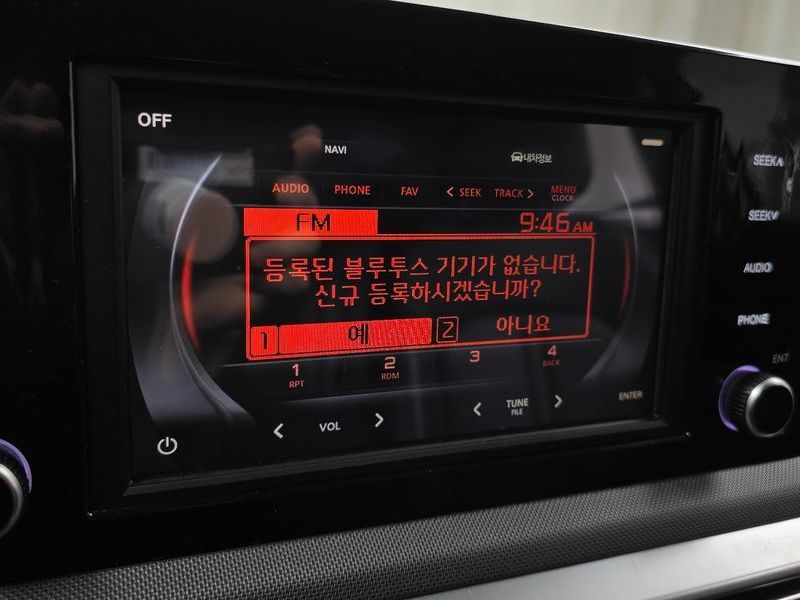 OFF
NAVI
내차정보
AUDIO PHONE FAV < SEEK TRACK > MENU
CLOCK
FM 9:46 AM
등록된 블루투스 기기가 없습니다.
신규 등록하시겠습니까?
1 예 2 아니요
1 2 3 4
RPT RDM BACK
< VOL > < TUNE >
FILE
ENTER
SEEK∧
SEEK∨
AUDIO
PHONE
ENT